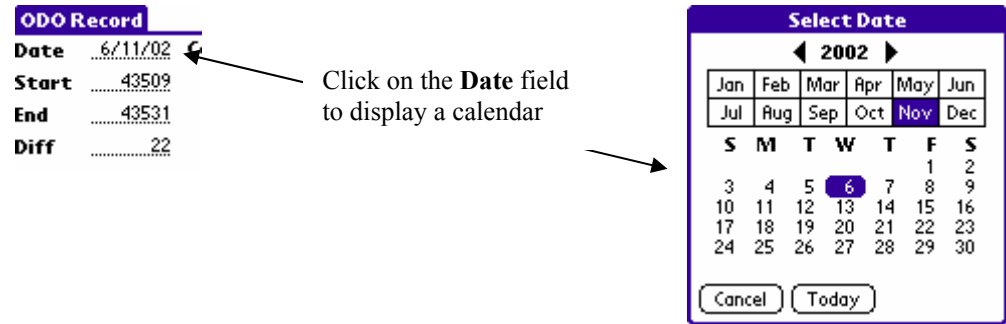 ODO Record
Date 6/11/02
Start 43509
End 43531
Diff 22
Click on the Date field
to display a calendar
Select Date
2002
Jan Feb Mar Apr May Jun
Jul Aug Sep Oct Nov Dec
S M T W T F S
1 2
3 4 5 6 7 8 9
10 11 12 13 14 15 16
17 18 19 20 21 22 23
24 25 26 27 28 29 30
Cancel Today